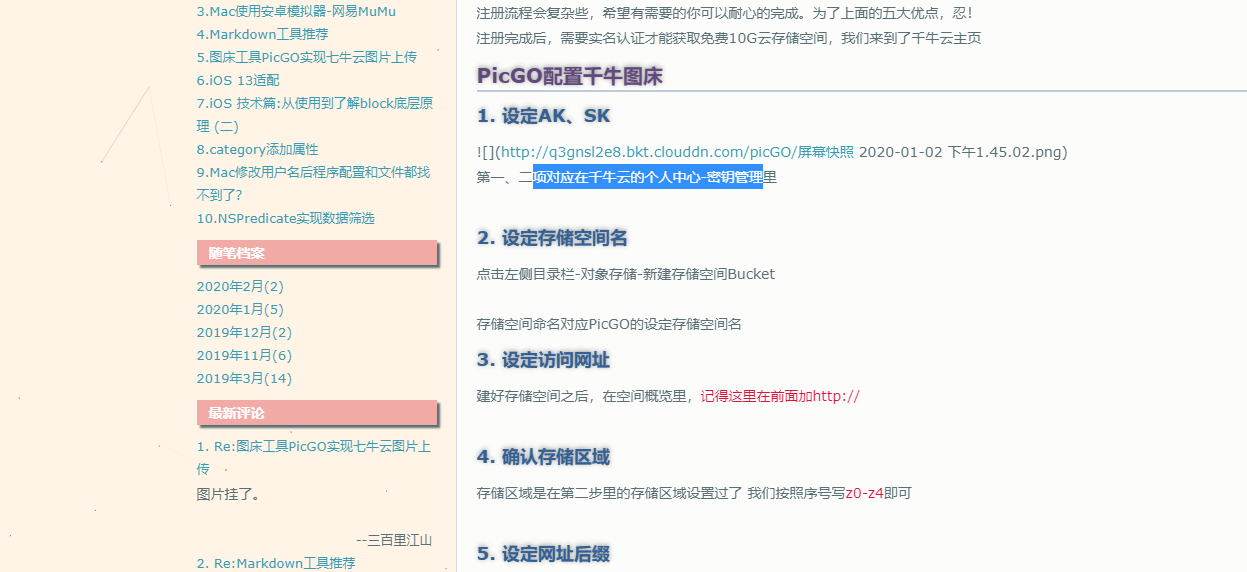 3.Mac使用安卓模拟器-网易MuMu
4.Markdown工具推荐
5.图床工具PicGO实现七牛云图片上传
6.iOS 13适配
7.iOS 技术篇:从使用到了解block底层原
理 (二)
8.category添加属性
9.Mac修改用户名后程序配置和文件都找
不到了？
10.NSPredicate实现数据筛选
随笔档案
2020年2月(2)
2020年1月(5)
2019年12月(2)
2019年11月(6)
2019年3月(14)
最新评论
1. Re:图床工具PicGO实现七牛云图片上
传
图片挂了。
--三百里江山
2. Re:Markdown工具推荐
注册流程会复杂些，希望有需要的你可以耐心的完成。为了上面的五大优点，忍！
注册完成后，需要实名认证才能获取免费10G云存储空间，我们来到了千牛云主页
PicGO配置千牛图床
1. 设定AK、SK
![](http://q3gnsl2e8.bkt.clouddn.com/picGO/屏幕快照 2020-01-02 下午1.45.02.png)
第一、二项对应在千牛云的个人中心-密钥管理里
2. 设定存储空间名
点击左侧目录栏-对象存储-新建存储空间Bucket
存储空间命名对应PicGO的设定存储空间名
3. 设定访问网址
建好存储空间之后，在空间概览里，记得这里在前面加http://
4. 确认存储区域
存储区域是在第二步里的存储区域设置过了 我们按照序号写z0-z4即可
5. 设定网址后缀